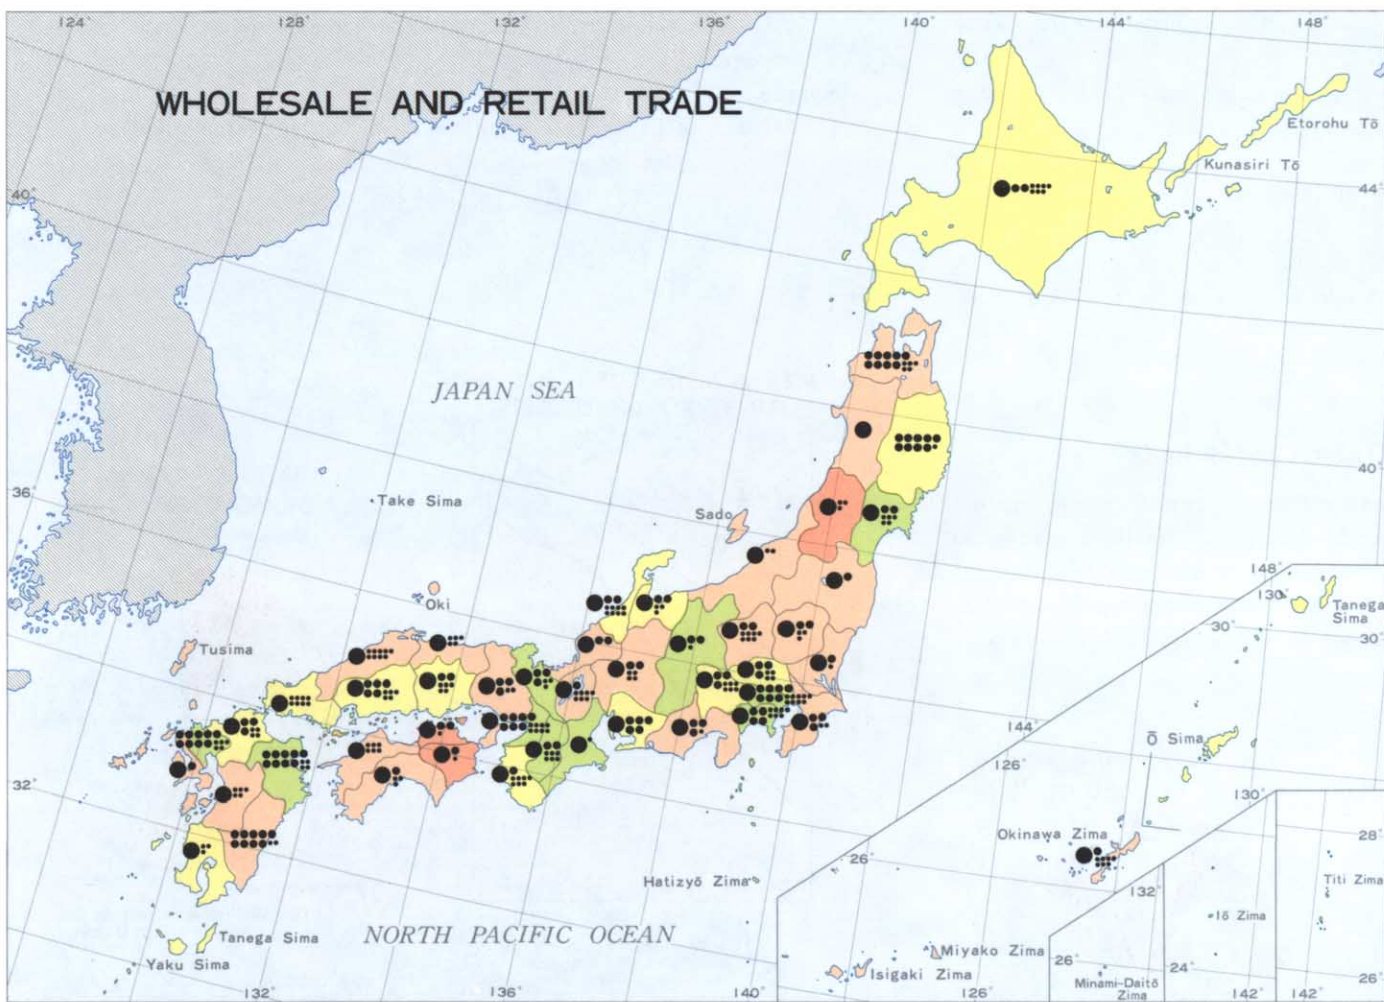 124° 128° 132° 136° 140° 144° 148°
WHOLESALE AND RETAIL TRADE
Etorohu Tō
Kunasiri Tō
44°
40°
JAPAN SEA
40°
36°
Take Sima
Sado
148°
130°
Tanega
Sima
30°
30°
Oki
Tusima
144°
Ō Sima
126°
32°
130°
Okinawa Zima
28°
26°
132°
Hatizyō Zima
Titi Zima
Iō Zima
Tanega Sima
NORTH PACIFIC OCEAN
Miyako Zima
Yaku Sima
Isigaki Zima
26°
24°
26°
Minami-Daitō
Zima
132° 136° 140° 126° 142° 142°